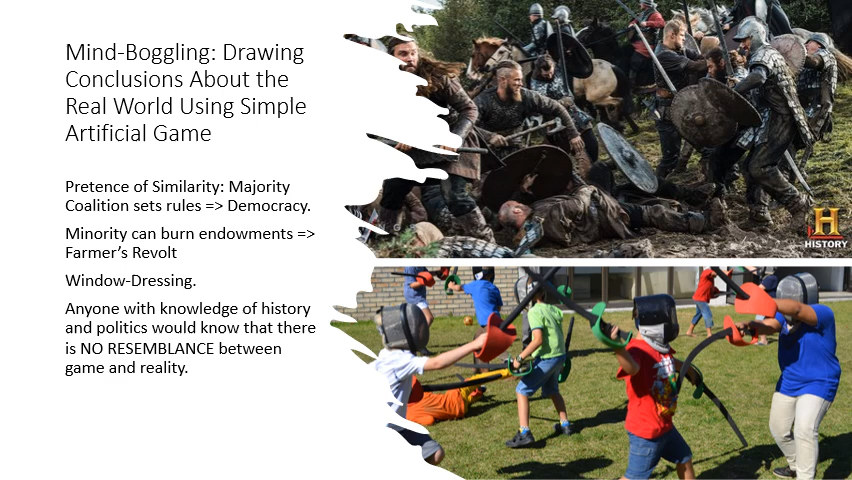 Mind-Boggling: Drawing
Conclusions About the
Real World Using Simple
Artificial Game
Pretence of Similarity: Majority
Coalition sets rules => Democracy.
Minority can burn endowments =>
Farmer’s Revolt
Window-Dressing.
Anyone with knowledge of history
and politics would know that there
is NO RESEMBLANCE between
game and reality.
H
HISTORY